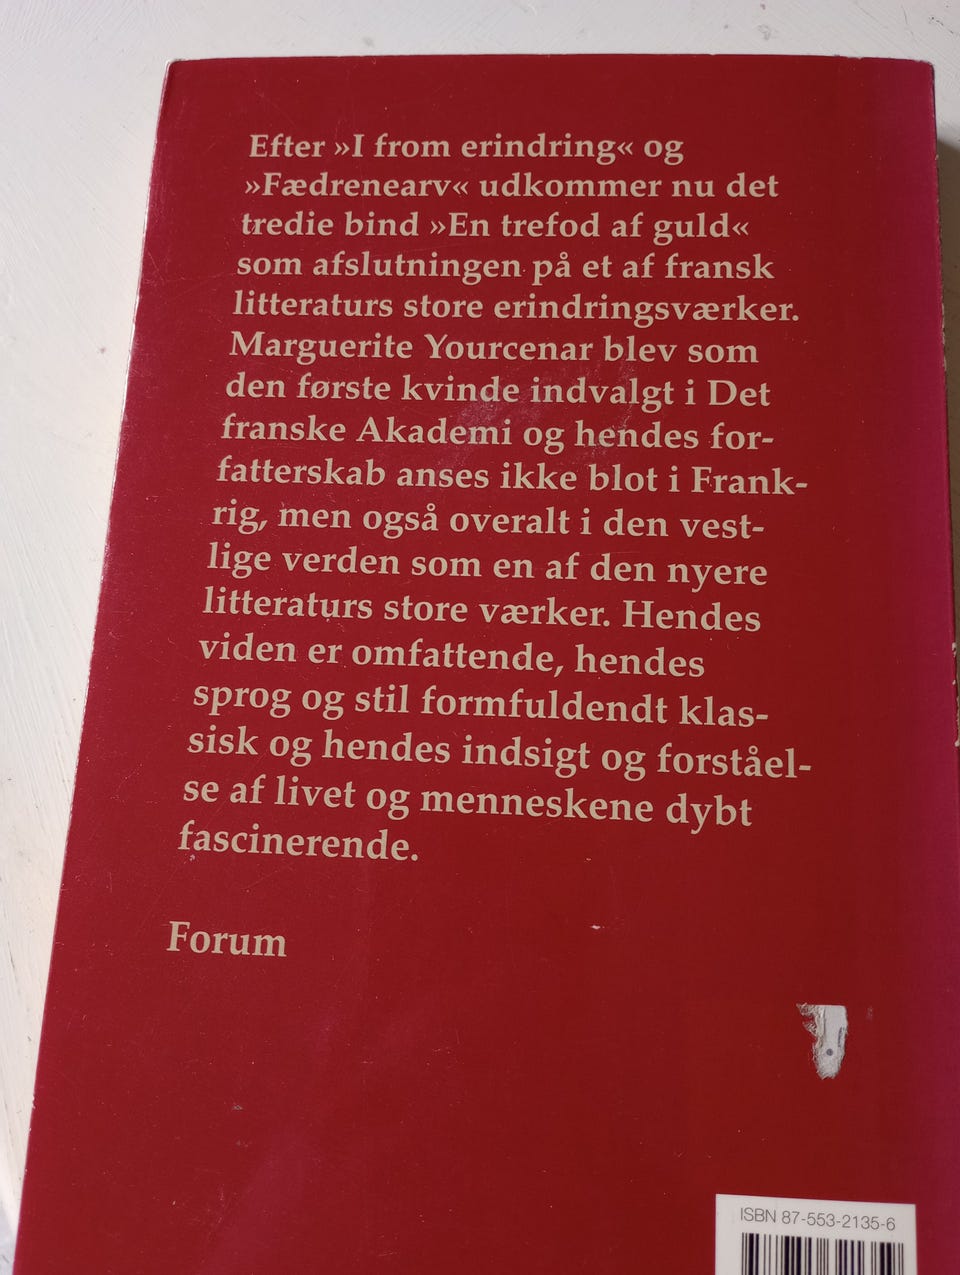 Efter »I from erindring« og
»Fædrenearv« udkommer nu det
tredie bind »En trefod af guld«
som afslutningen på et af fransk
litteraturs store erindringsværker.
Marguerite Yourcenar blev som
den første kvinde indvalgt i Det
franske Akademi og hendes for-
fatterskab anses ikke blot i Frank-
rig, men også overalt i den vest-
lige verden som en af den nyere
litteraturs store værker. Hendes
viden er omfattende, hendes
sprog og stil formfuldendt klas-
sisk og hendes indsigt og forståel-
se af livet og menneskene dybt
fascinerende.
Forum
ISBN 87-553-2135-6